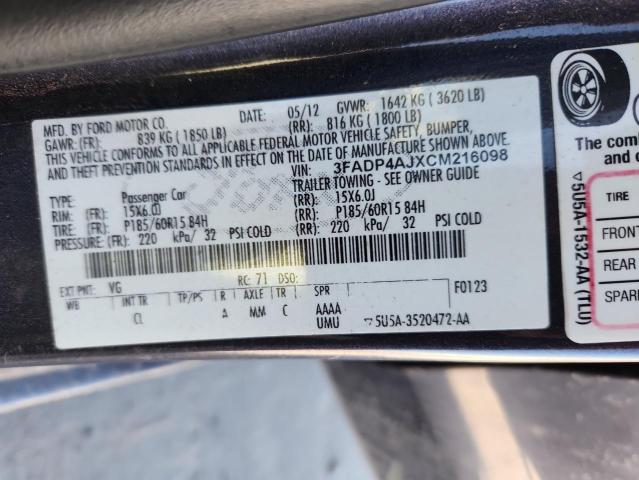 MFD. BY FORD MOTOR CO.
DATE: 05/12 GVWR: 1642 KG ( 3620 LB)
GAWR: (FR): 839 KG ( 1850 LB) (RR): 816 KG ( 1800 LB)
CONFORMS TO ALL APPLICABLE FEDERAL MOTOR VEHICLE SAFETY, BUMPER,
AND THEFT PREVENTION STANDARDS IN EFFECT ON THE DATE OF MANUFACTURE SHOWN ABOVE.
VIN: 3FADP4AJXCM216098
TYPE: Passenger Car TRAILER TOWING - SEE OWNER GUIDE
RIM: (FR): 15X6.0J (RR): 15X6.0J
TIRE: (FR): P185/60R15 84H (RR): P185/60R15 84H
PRESSURE: (FR): 220 kPa/ 32 PSI COLD (RR): 220 kPa/ 32 PSI COLD
EXT PNT: VG RC: 71 DSO: F0123
WB INT TR TP/PS R AXLE TR SPR
CL A MM C AAAA
UMU ▽5U5A-3520472-AA
The comb
and c
▽5U5A-1532-AA (TLU)
TIRE
FRONT
REAR
SPARE